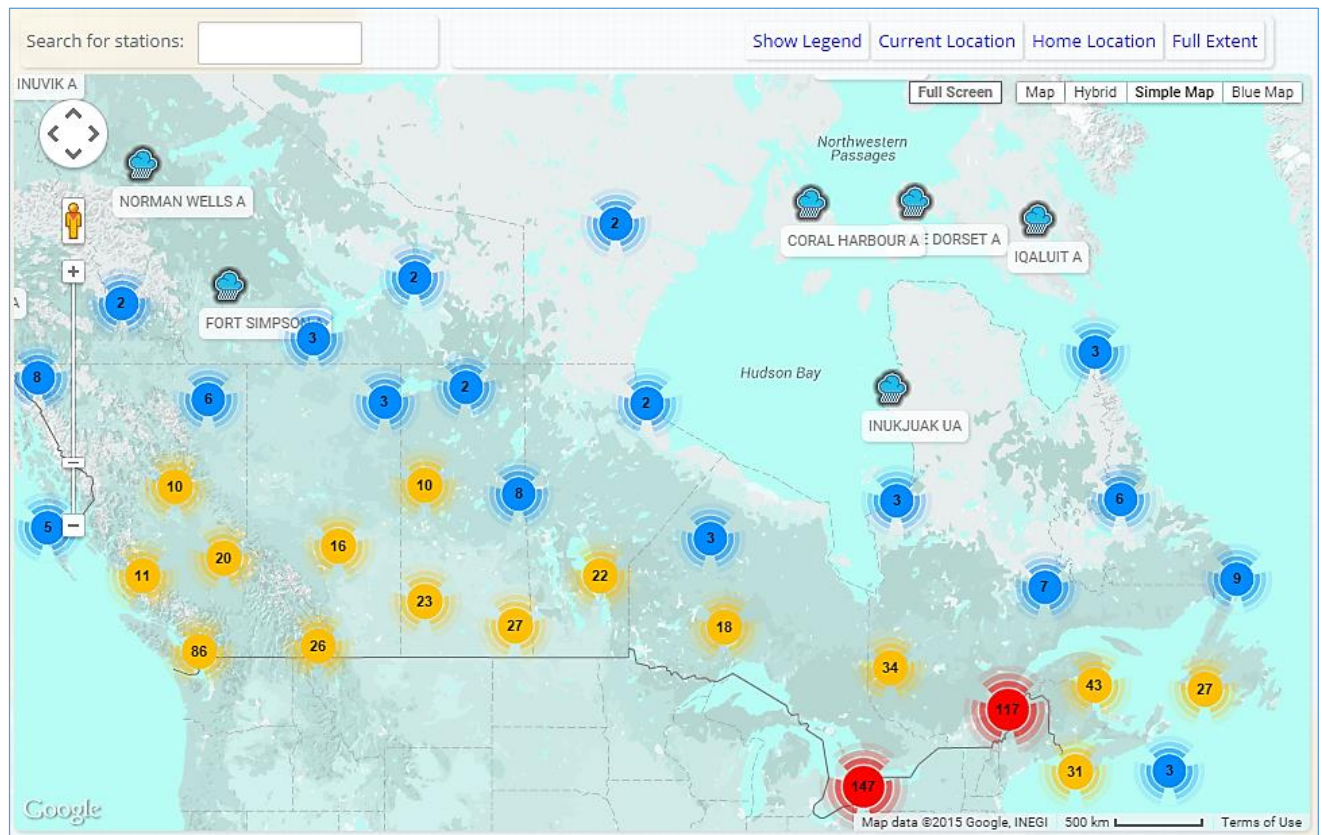 Search for stations:
Show Legend
Current Location
Home Location
Full Extent
INUVIK A
Full Screen
Map
Hybrid
Simple Map
Blue Map
Northwestern
Passages
NORMAN WELLS A
2
CORAL HARBOUR A
E DORSET A
IQALUIT A
2
2
A
FORT SIMPSON
3
3
8
Hudson Bay
6
3
2
2
INUKJUAK UA
10
10
8
3
6
5
3
20
16
11
22
7
9
23
27
18
86
26
34
43
27
117
31
3
147
Google
Map data ©2015 Google, INEGI
500 km
Terms of Use